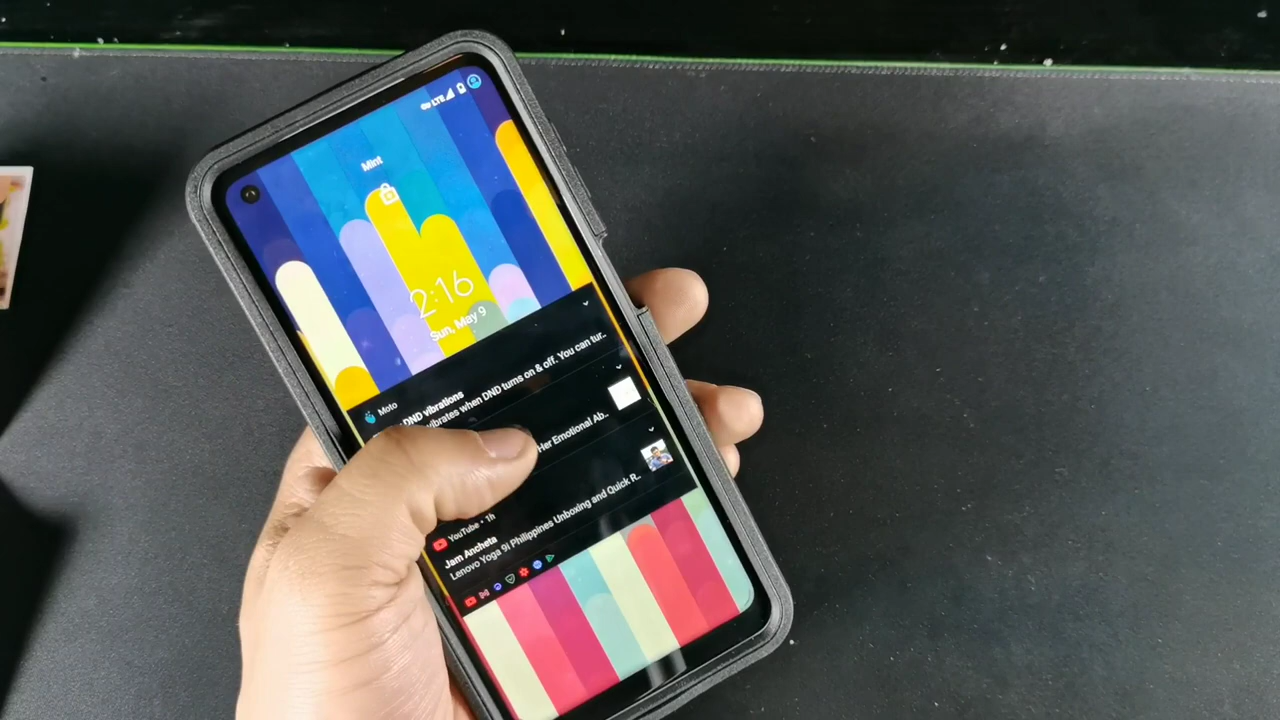 LTE
Mint
2:16
Sun, May 9
Moto
DND vibrations
vibrates when DND turns on & off. You can tur..
Her Emotional Ab..
YouTube • 1h
Jam Ancheta
Lenovo Yoga 9i Philippines Unboxing and Quick R..